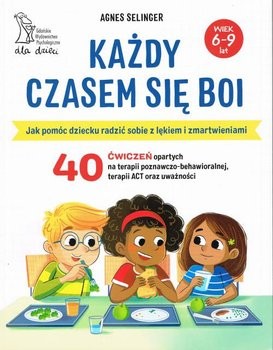 AGNES SELINGER
Gdańskie
Wydawnictwo
Psychologiczne
dla dzieci
WIEK
6-9
lat
KAŻDY
CZASEM SIĘ BOI
Jak pomóc dziecku radzić sobie z lękiem i zmartwieniami
40 ĆWICZEŃ opartych
na terapii poznawczo-behawioralnej,
terapii ACT oraz uważności